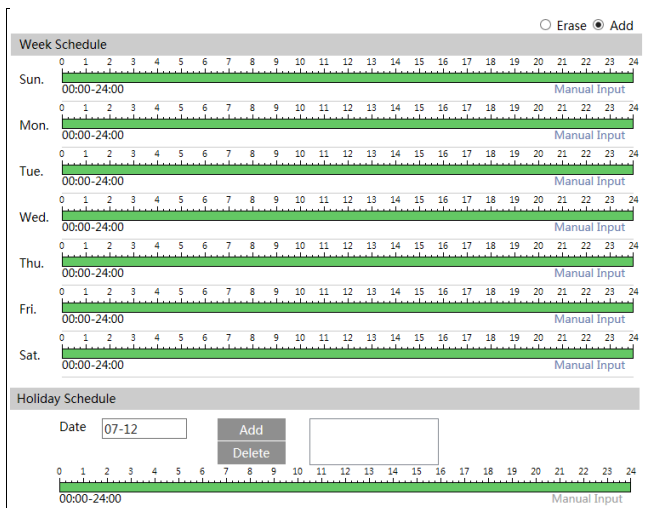 Erase Add
Week Schedule
0 1 2 3 4 5 6 7 8 9 10 11 12 13 14 15 16 17 18 19 20 21 22 23 24
Sun.
00:00-24:00 Manual Input
0 1 2 3 4 5 6 7 8 9 10 11 12 13 14 15 16 17 18 19 20 21 22 23 24
Mon.
00:00-24:00 Manual Input
0 1 2 3 4 5 6 7 8 9 10 11 12 13 14 15 16 17 18 19 20 21 22 23 24
Tue.
00:00-24:00 Manual Input
0 1 2 3 4 5 6 7 8 9 10 11 12 13 14 15 16 17 18 19 20 21 22 23 24
Wed.
00:00-24:00 Manual Input
0 1 2 3 4 5 6 7 8 9 10 11 12 13 14 15 16 17 18 19 20 21 22 23 24
Thu.
00:00-24:00 Manual Input
0 1 2 3 4 5 6 7 8 9 10 11 12 13 14 15 16 17 18 19 20 21 22 23 24
Fri.
00:00-24:00 Manual Input
0 1 2 3 4 5 6 7 8 9 10 11 12 13 14 15 16 17 18 19 20 21 22 23 24
Sat.
00:00-24:00 Manual Input
Holiday Schedule
Date 07-12 Add
Delete
0 1 2 3 4 5 6 7 8 9 10 11 12 13 14 15 16 17 18 19 20 21 22 23 24
00:00-24:00 Manual Input